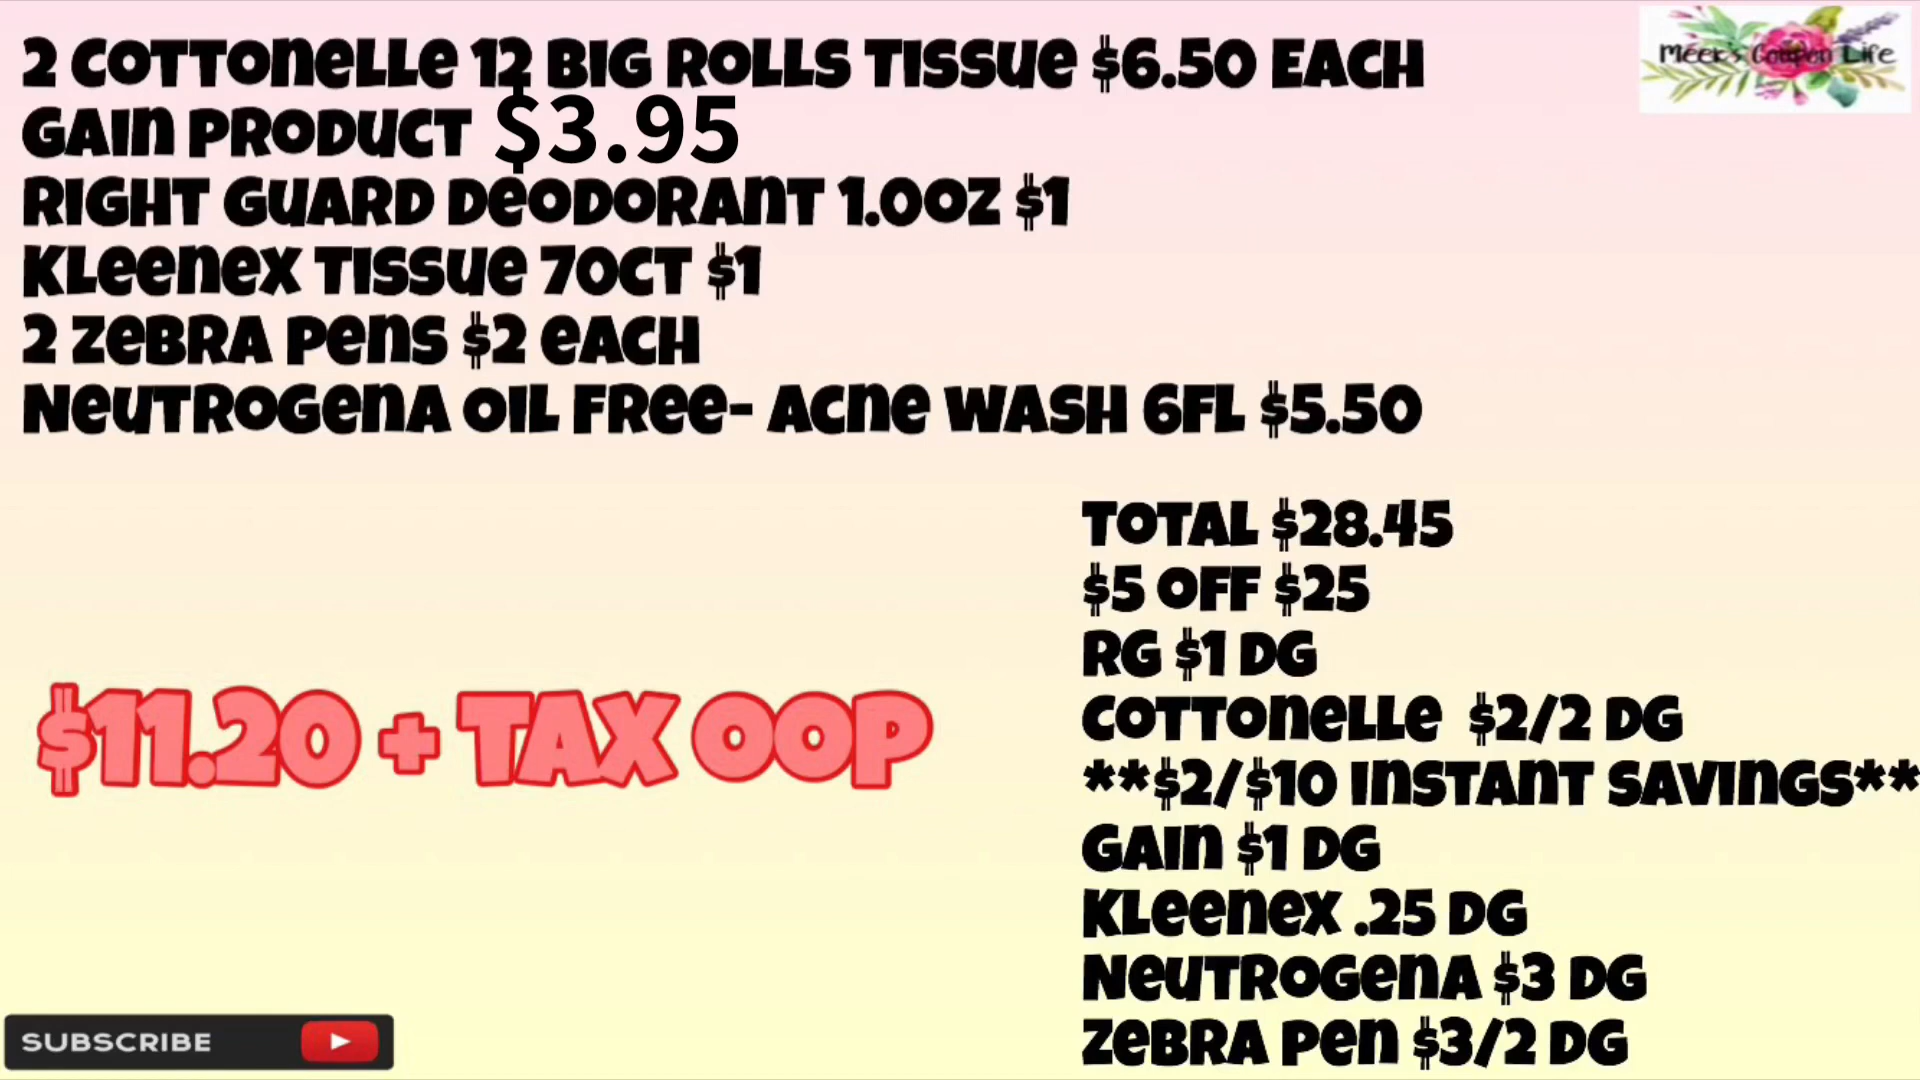 2 COTTONELLE 12 BIG ROLLS TISSUE $6.50 EACH
GAIN PRODUCT $3.95
RIGHT GUARD DEODORANT 1.0OZ $1
KLEENEX TISSUE 70CT $1
2 ZEBRA PENS $2 EACH
NEUTROGENA OIL FREE- ACNE WASH 6FL $5.50
Meek's Coupon Life
TOTAL $28.45
$5 OFF $25
RG $1 DG
COTTONELLE $2/2 DG
**$2/$10 INSTANT SAVINGS**
GAIN $1 DG
KLEENEX .25 DG
NEUTROGENA $3 DG
ZEBRA PEN $3/2 DG
$11.20 + TAX OOP
SUBSCRIBE